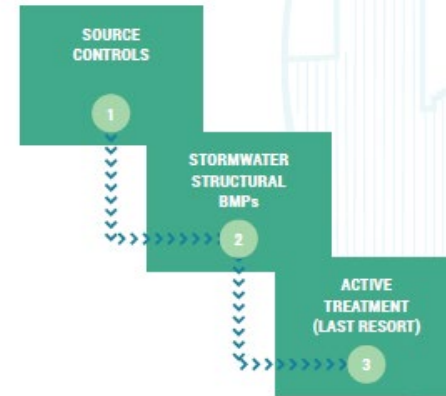 SOURCE
CONTROLS
1
STORMWATER
STRUCTURAL
BMPs
2
ACTIVE
TREATMENT
(LAST RESORT)
3